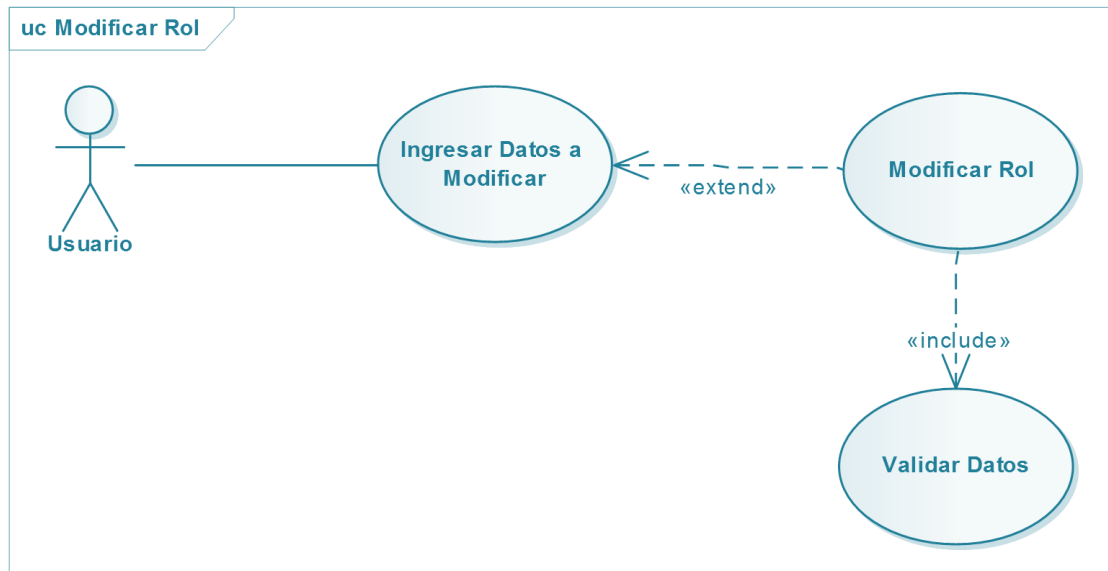 uc Modificar Rol
Ingresar Datos a
Modificar
Modificar Rol
«extend»
Usuario
«include»
Validar Datos